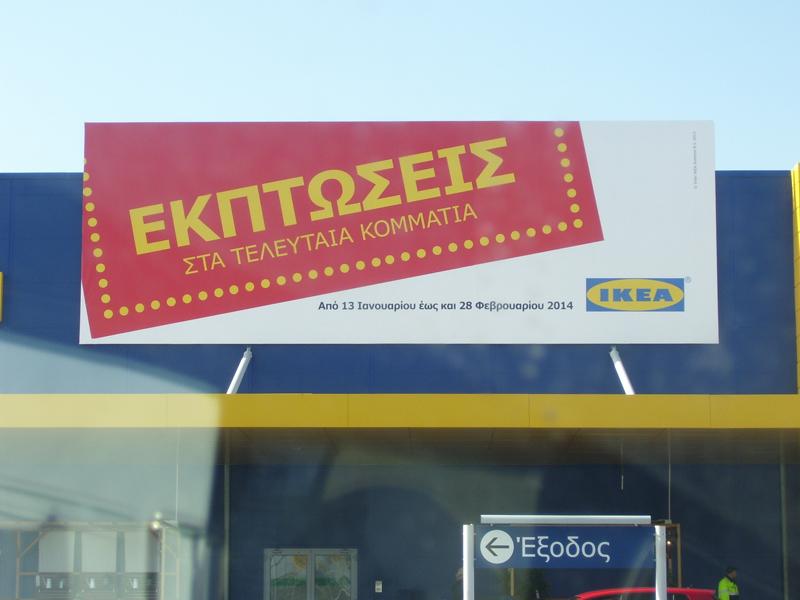 ΕΚΠΤΩΣΕΙΣ
ΣΤΑ ΤΕΛΕΥΤΑΙΑ ΚΟΜΜΑΤΙΑ
Από 13 Ιανουαρίου έως και 28 Φεβρουαρίου 2014
IKEA®
Έξοδος